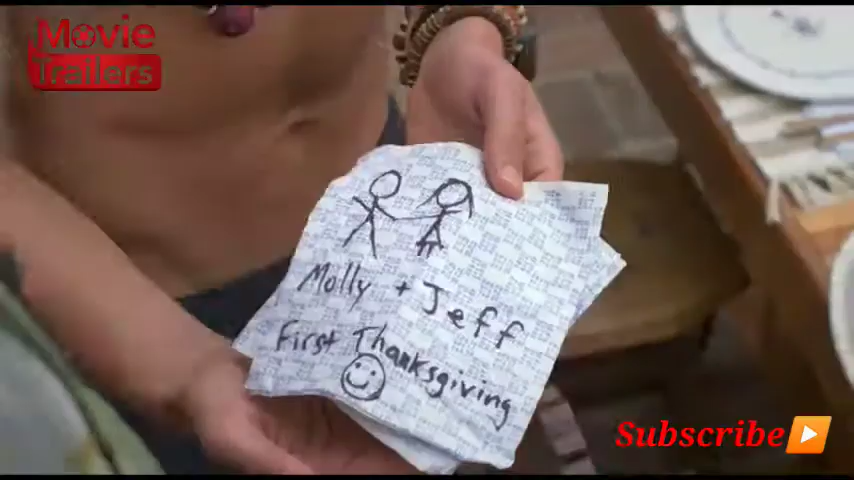 Movie
Trailers
Molly + Jeff
First Thanksgiving
Subscribe